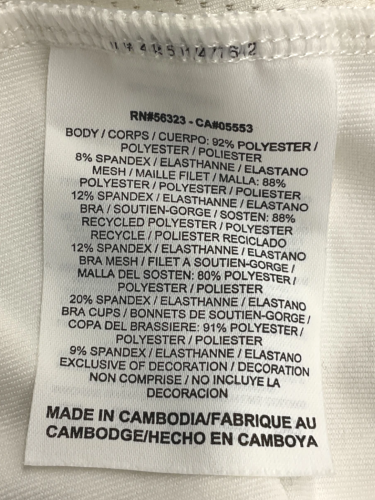 RN#56323 - CA#05553
BODY / CORPS / CUERPO: 92% POLYESTER /
POLYESTER / POLIESTER
8% SPANDEX / ELASTHANNE / ELASTANO
MESH / MAILLE FILET / MALLA: 88%
POLYESTER / POLYESTER / POLIESTER
12% SPANDEX / ELASTHANNE / ELASTANO
BRA / SOUTIEN-GORGE / SOSTEN: 88%
RECYCLED POLYESTER / POLYESTER
RECYCLE / POLIESTER RECICLADO
12% SPANDEX / ELASTHANNE / ELASTANO
BRA MESH / FILET A SOUTIEN-GORGE /
MALLA DEL SOSTEN: 80% POLYESTER /
POLYESTER / POLIESTER
20% SPANDEX / ELASTHANNE / ELASTANO
BRA CUPS / BONNETS DE SOUTIEN-GORGE /
COPA DEL BRASSIERE: 91% POLYESTER /
POLYESTER / POLIESTER
9% SPANDEX / ELASTHANNE / ELASTANO
EXCLUSIVE OF DECORATION / DECORATION
NON COMPRISE / NO INCLUYE LA
DECORACION
MADE IN CAMBODIA/FABRIQUE AU
CAMBODGE/HECHO EN CAMBOYA